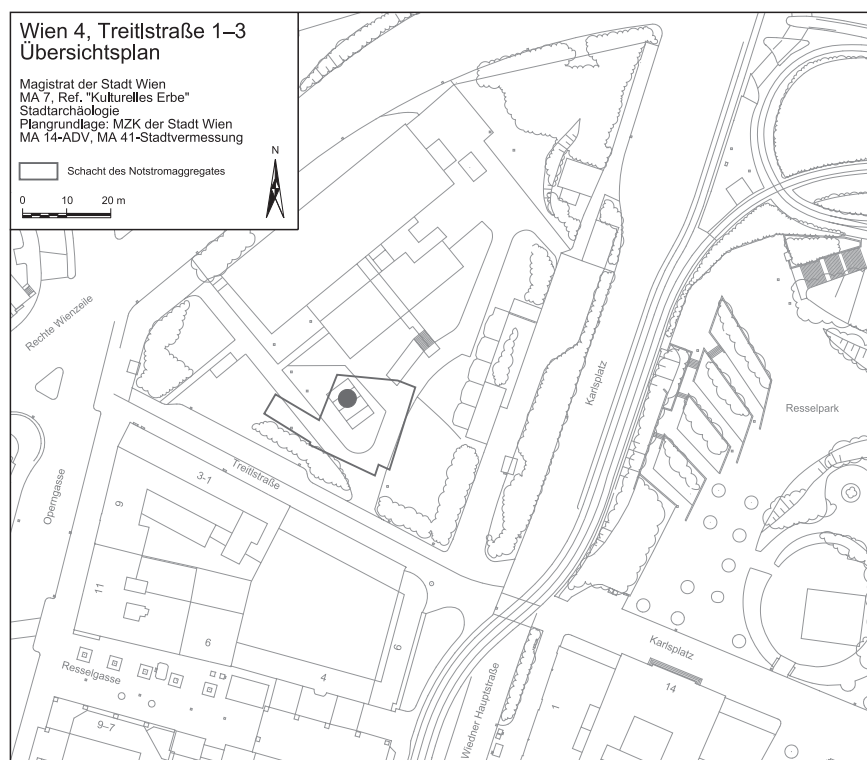 Wien 4, Treitlstraße 1–3
Übersichtsplan
Magistrat der Stadt Wien
MA 7, Ref. "Kulturelles Erbe"
Stadtarchäologie
Plangrundlage: MZK der Stadt Wien
MA 14-ADV, MA 41-Stadtvermessung
Schacht des Notstromaggregates
N
0 10 20 m
Rechte Wienzeile
Karlsplatz
Resselpark
Treitlstraße
3-1
9
Operngasse
11
6
6
4
Resselgasse
9–7
Wiedner Hauptstraße
1
Karlsplatz
14